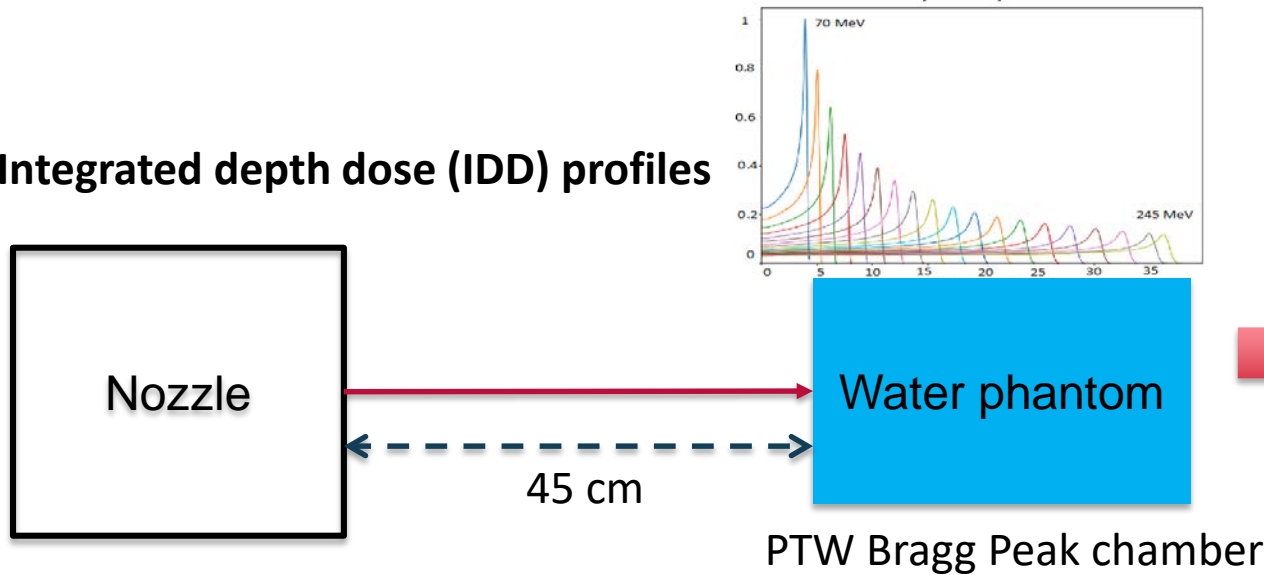 1
70 MeV
0.8
0.6
Integrated depth dose (IDD) profiles
0.4
0.2
245 MeV
0
0 5 10 15 20 25 30 35
Nozzle
Water phantom
45 cm
PTW Bragg Peak chamber